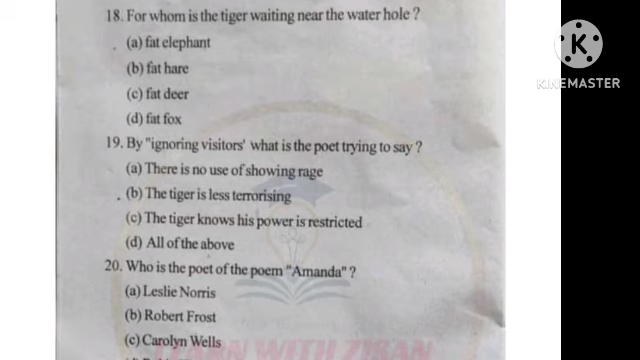 18. For whom is the tiger waiting near the water hole ?
(a) fat elephant
(b) fat hare
(c) fat deer
(d) fat fox
19. By "ignoring visitors' what is the poet trying to say ?
(a) There is no use of showing rage
(b) The tiger is less terrorising
(c) The tiger knows his power is restricted
(d) All of the above
20. Who is the poet of the poem "Amanda" ?
(a) Leslie Norris
(b) Robert Frost
(c) Carolyn Wells
LEARN WITH ZISAN
KINEMASTER